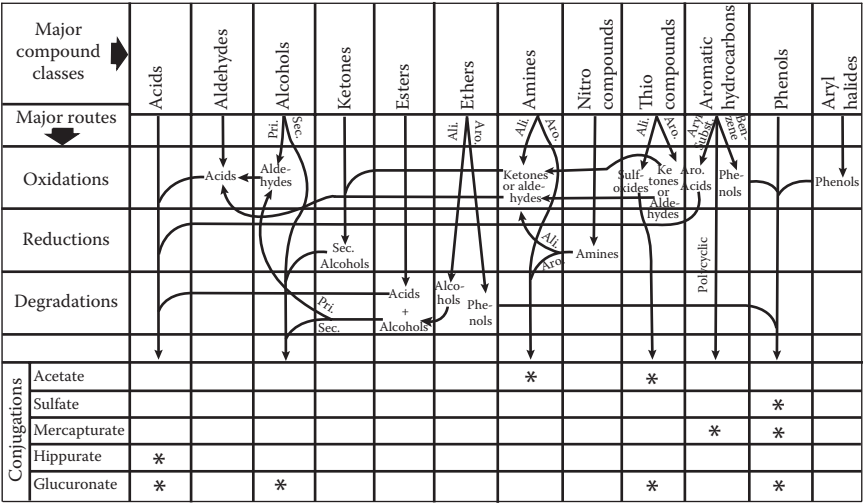 Major
compound
classes
Acids
Aldehydes
Alcohols
Ketones
Esters
Ethers
Amines
Nitro
compounds
Thio
compounds
Aromatic
hydrocarbons
Phenols
Aryl
halides
Major routes
Pri.
Sec.
Ali.
Aro.
Ali.
Aro.
Ali.
Aro.
Aryl
subst.
Ben-
zene
Oxidations
Acids
Alde-
hydes
Ketones
or alde-
hydes
Sulf-
oxides
Ke
tones
or
Alde-
hydes
Aro.
Acids
Phe-
nols
Phenols
Reductions
Sec.
Alcohols
Ali.
Aro.
Amines
Polycyclic
Degradations
Pri.
Sec.
Acids
+
Alcohols
Alco-
hols
Phe-
nols
Conjugations
Acetate * *
Sulfate *
Mercapturate * *
Hippurate *
Glucuronate * * * *